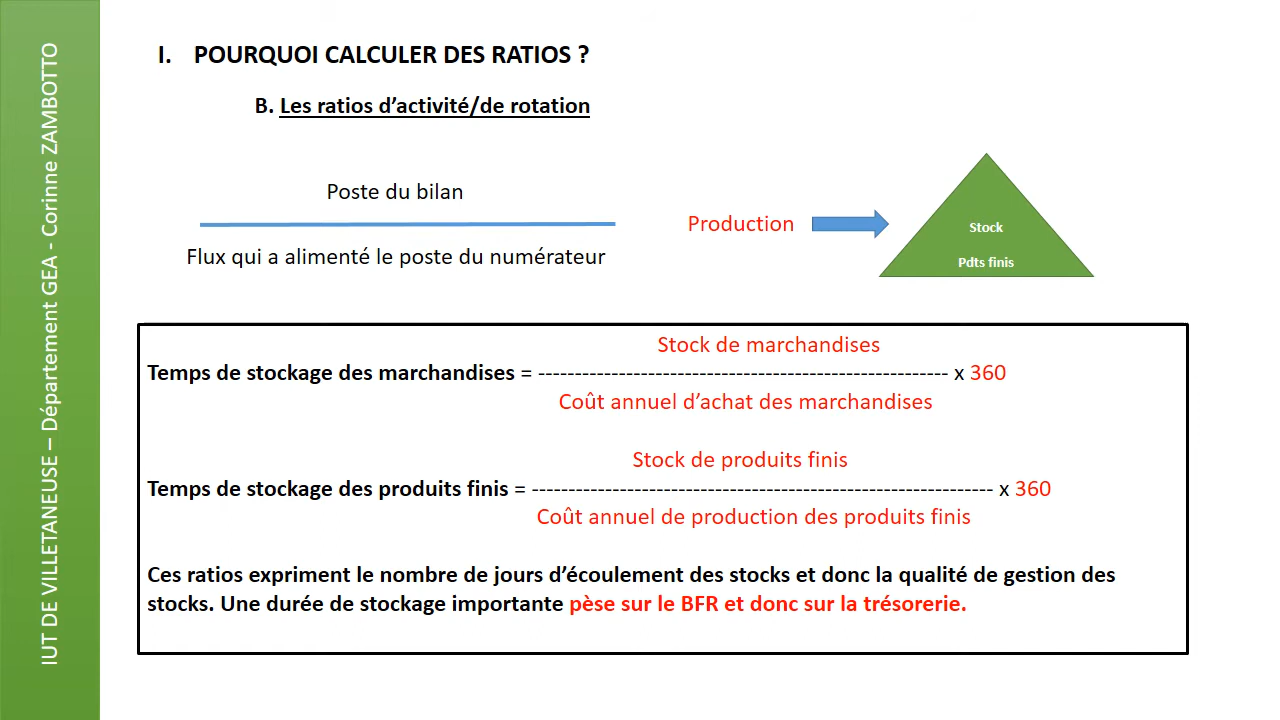 IUT DE VILLETANEUSE – Département GEA - Corinne ZAMBOTTO
I. POURQUOI CALCULER DES RATIOS ?
B. Les ratios d’activité/de rotation
Poste du bilan
Flux qui a alimenté le poste du numérateur
Production
Stock
Pdts finis
Stock de marchandises
Temps de stockage des marchandises = -------------------------------------------------------- x 360
Coût annuel d’achat des marchandises
Stock de produits finis
Temps de stockage des produits finis = --------------------------------------------------------------- x 360
Coût annuel de production des produits finis
Ces ratios expriment le nombre de jours d’écoulement des stocks et donc la qualité de gestion des
stocks. Une durée de stockage importante pèse sur le BFR et donc sur la trésorerie.